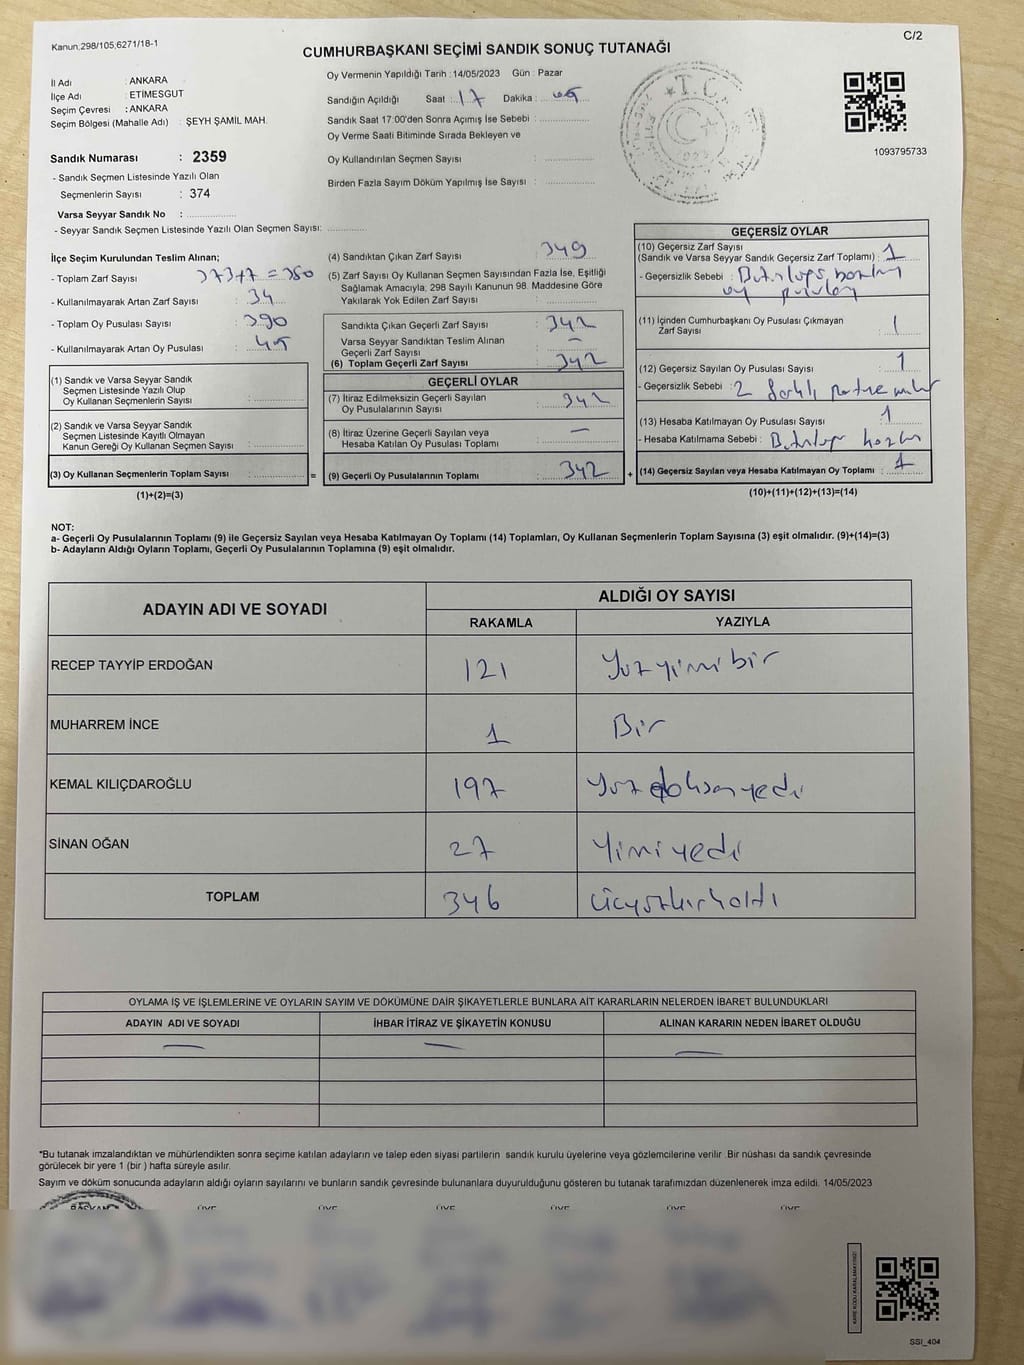 Kanun,298/105,6271/18-1
C/2
CUMHURBAŞKANI SEÇİMİ SANDIK SONUÇ TUTANAĞI
İl Adı : ANKARA
İlçe Adı : ETİMESGUT
Seçim Çevresi : ANKARA
Seçim Bölgesi (Mahalle Adı) : ŞEYH ŞAMİL MAH.
Sandık Numarası : 2359
- Sandık Seçmen Listesinde Yazılı Olan
Seçmenlerin Sayısı : 374
Varsa Seyyar Sandık No :
- Seyyar Sandık Seçmen Listesinde Yazılı Olan Seçmen Sayısı:
Oy Vermenin Yapıldığı Tarih : 14/05/2023 Gün : Pazar
Sandığın Açıldığı Saat : 17 Dakika :
Sandık Saat 17:00'den Sonra Açımış İse Sebebi :
Oy Verme Saati Bitiminde Sırada Bekleyen ve
Oy Kullandırılan Seçmen Sayısı :
Birden Fazla Sayım Döküm Yapılmış İse Sayısı :
T.C.
1093795733
İlçe Seçim Kurulundan Teslim Alınan;
- Toplam Zarf Sayısı : 373+7 = 380
- Kullanılmayarak Artan Zarf Sayısı : 34
- Toplam Oy Pusulası Sayısı : 390
- Kullanılmayarak Artan Oy Pusulası : 45
(1) Sandık ve Varsa Seyyar Sandık
Seçmen Listesinde Yazılı Olup
Oy Kullanan Seçmenlerin Sayısı :
(2) Sandık ve Varsa Seyyar Sandık
Seçmen Listesinde Kayıtlı Olmayan
Kanun Gereği Oy Kullanan Seçmen Sayısı :
(3) Oy Kullanan Seçmenlerin Toplam Sayısı : =
(1)+(2)=(3)
(4) Sandıktan Çıkan Zarf Sayısı : 349
(5) Zarf Sayısı Oy Kullanan Seçmen Sayısından Fazla İse, Eşitliği
Sağlamak Amacıyla; 298 Sayılı Kanunun 98. Maddesine Göre
Yakılarak Yok Edilen Zarf Sayısı :
Sandıkta Çıkan Geçerli Zarf Sayısı : 342
Varsa Seyyar Sandıktan Teslim Alınan
Geçerli Zarf Sayısı : –
(6) Toplam Geçerli Zarf Sayısı : 342
GEÇERLİ OYLAR
(7) İtiraz Edilmeksizin Geçerli Sayılan
Oy Pusulalarının Sayısı : 342
(8) İtiraz Üzerine Geçerli Sayılan veya
Hesaba Katılan Oy Pusulası Toplamı : –
(9) Geçerli Oy Pusulalarının Toplamı : 342 +
GEÇERSİZ OYLAR
(10) Geçersiz Zarf Sayısı
(Sandık ve Varsa Seyyar Sandık Geçersiz Zarf Toplamı) : 1
- Geçersizlik Sebebi :
oy
(11) İçinden Cumhurbaşkanı Oy Pusulası Çıkmayan
Zarf Sayısı : 1
(12) Geçersiz Sayılan Oy Pusulası Sayısı : 1
- Geçersizlik Sebebi : 2 farklı
(13) Hesaba Katılmayan Oy Pusulası Sayısı : 1
- Hesaba Katılmama Sebebi :
(14) Geçersiz Sayılan veya Hesaba Katılmayan Oy Toplamı :
(10)+(11)+(12)+(13)=(14)
NOT:
a- Geçerli Oy Pusulalarının Toplamı (9) ile Geçersiz Sayılan veya Hesaba Katılmayan Oy Toplamı (14) Toplamları, Oy Kullanan Seçmenlerin Toplam Sayısına (3) eşit olmalıdır. (9)+(14)=(3)
b- Adayların Aldığı Oyların Toplamı, Geçerli Oy Pusulalarının Toplamına (9) eşit olmalıdır.
ADAYIN ADI VE SOYADI
ALDIĞI OY SAYISI
RAKAMLA YAZIYLA
RECEP TAYYİP ERDOĞAN 121 Yüzyimibir
MUHARREM İNCE 1 Bir
KEMAL KILIÇDAROĞLU 197 Yüzdoksanyedi
SİNAN OĞAN 27 Yimiyedi
TOPLAM 346 Üçyüzkırkaltı
OYLAMA İŞ VE İŞLEMLERİNE VE OYLARIN SAYIM VE DÖKÜMÜNE DAİR ŞİKAYETLERLE BUNLARA AİT KARARLARIN NELERDEN İBARET BULUNDUKLARI
ADAYIN ADI VE SOYADI İHBAR İTİRAZ VE ŞİKAYETİN KONUSU ALINAN KARARIN NEDEN İBARET OLDUĞU
— — —
*Bu tutanak imzalandıktan ve mühürlendikten sonra seçime katılan adayların ve talep eden siyasi partilerin sandık kurulu üyelerine veya gözlemcilerine verilir .Bir nüshası da sandık çevresinde
görülecek bir yere 1 (bir ) hafta süreyle asılır.
Sayım ve döküm sonucunda adayların aldığı oyların sayılarını ve bunların sandık çevresinde bulunanlara duyurulduğunu gösteren bu tutanak tarafımızdan düzenlenerek imza edildi. 14/05/2023
BAŞKAN ÜYE ÜYE ÜYE ÜYE ÜYE ÜYE
KARE KODU KARALAMAYINIZ!
SSI_404